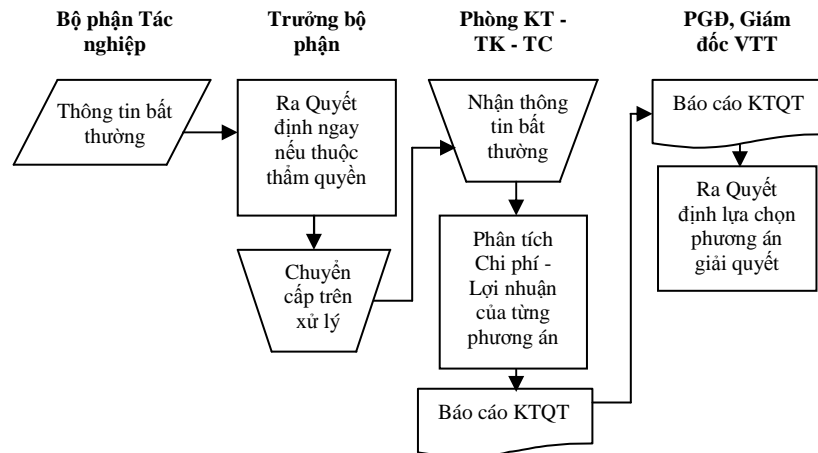 Bộ phận Tác
nghiệp
Trưởng bộ
phận
Phòng KT -
TK - TC
PGĐ, Giám
đốc VTT
Thông tin bất
thường
Ra Quyết
định ngay
nếu thuộc
thẩm quyền
Chuyển
cấp trên
xử lý
Nhận thông
tin bất
thường
Phân tích
Chi phí -
Lợi nhuận
của từng
phương án
Báo cáo KTQT
Báo cáo KTQT
Ra Quyết
định lựa chọn
phương án
giải quyết